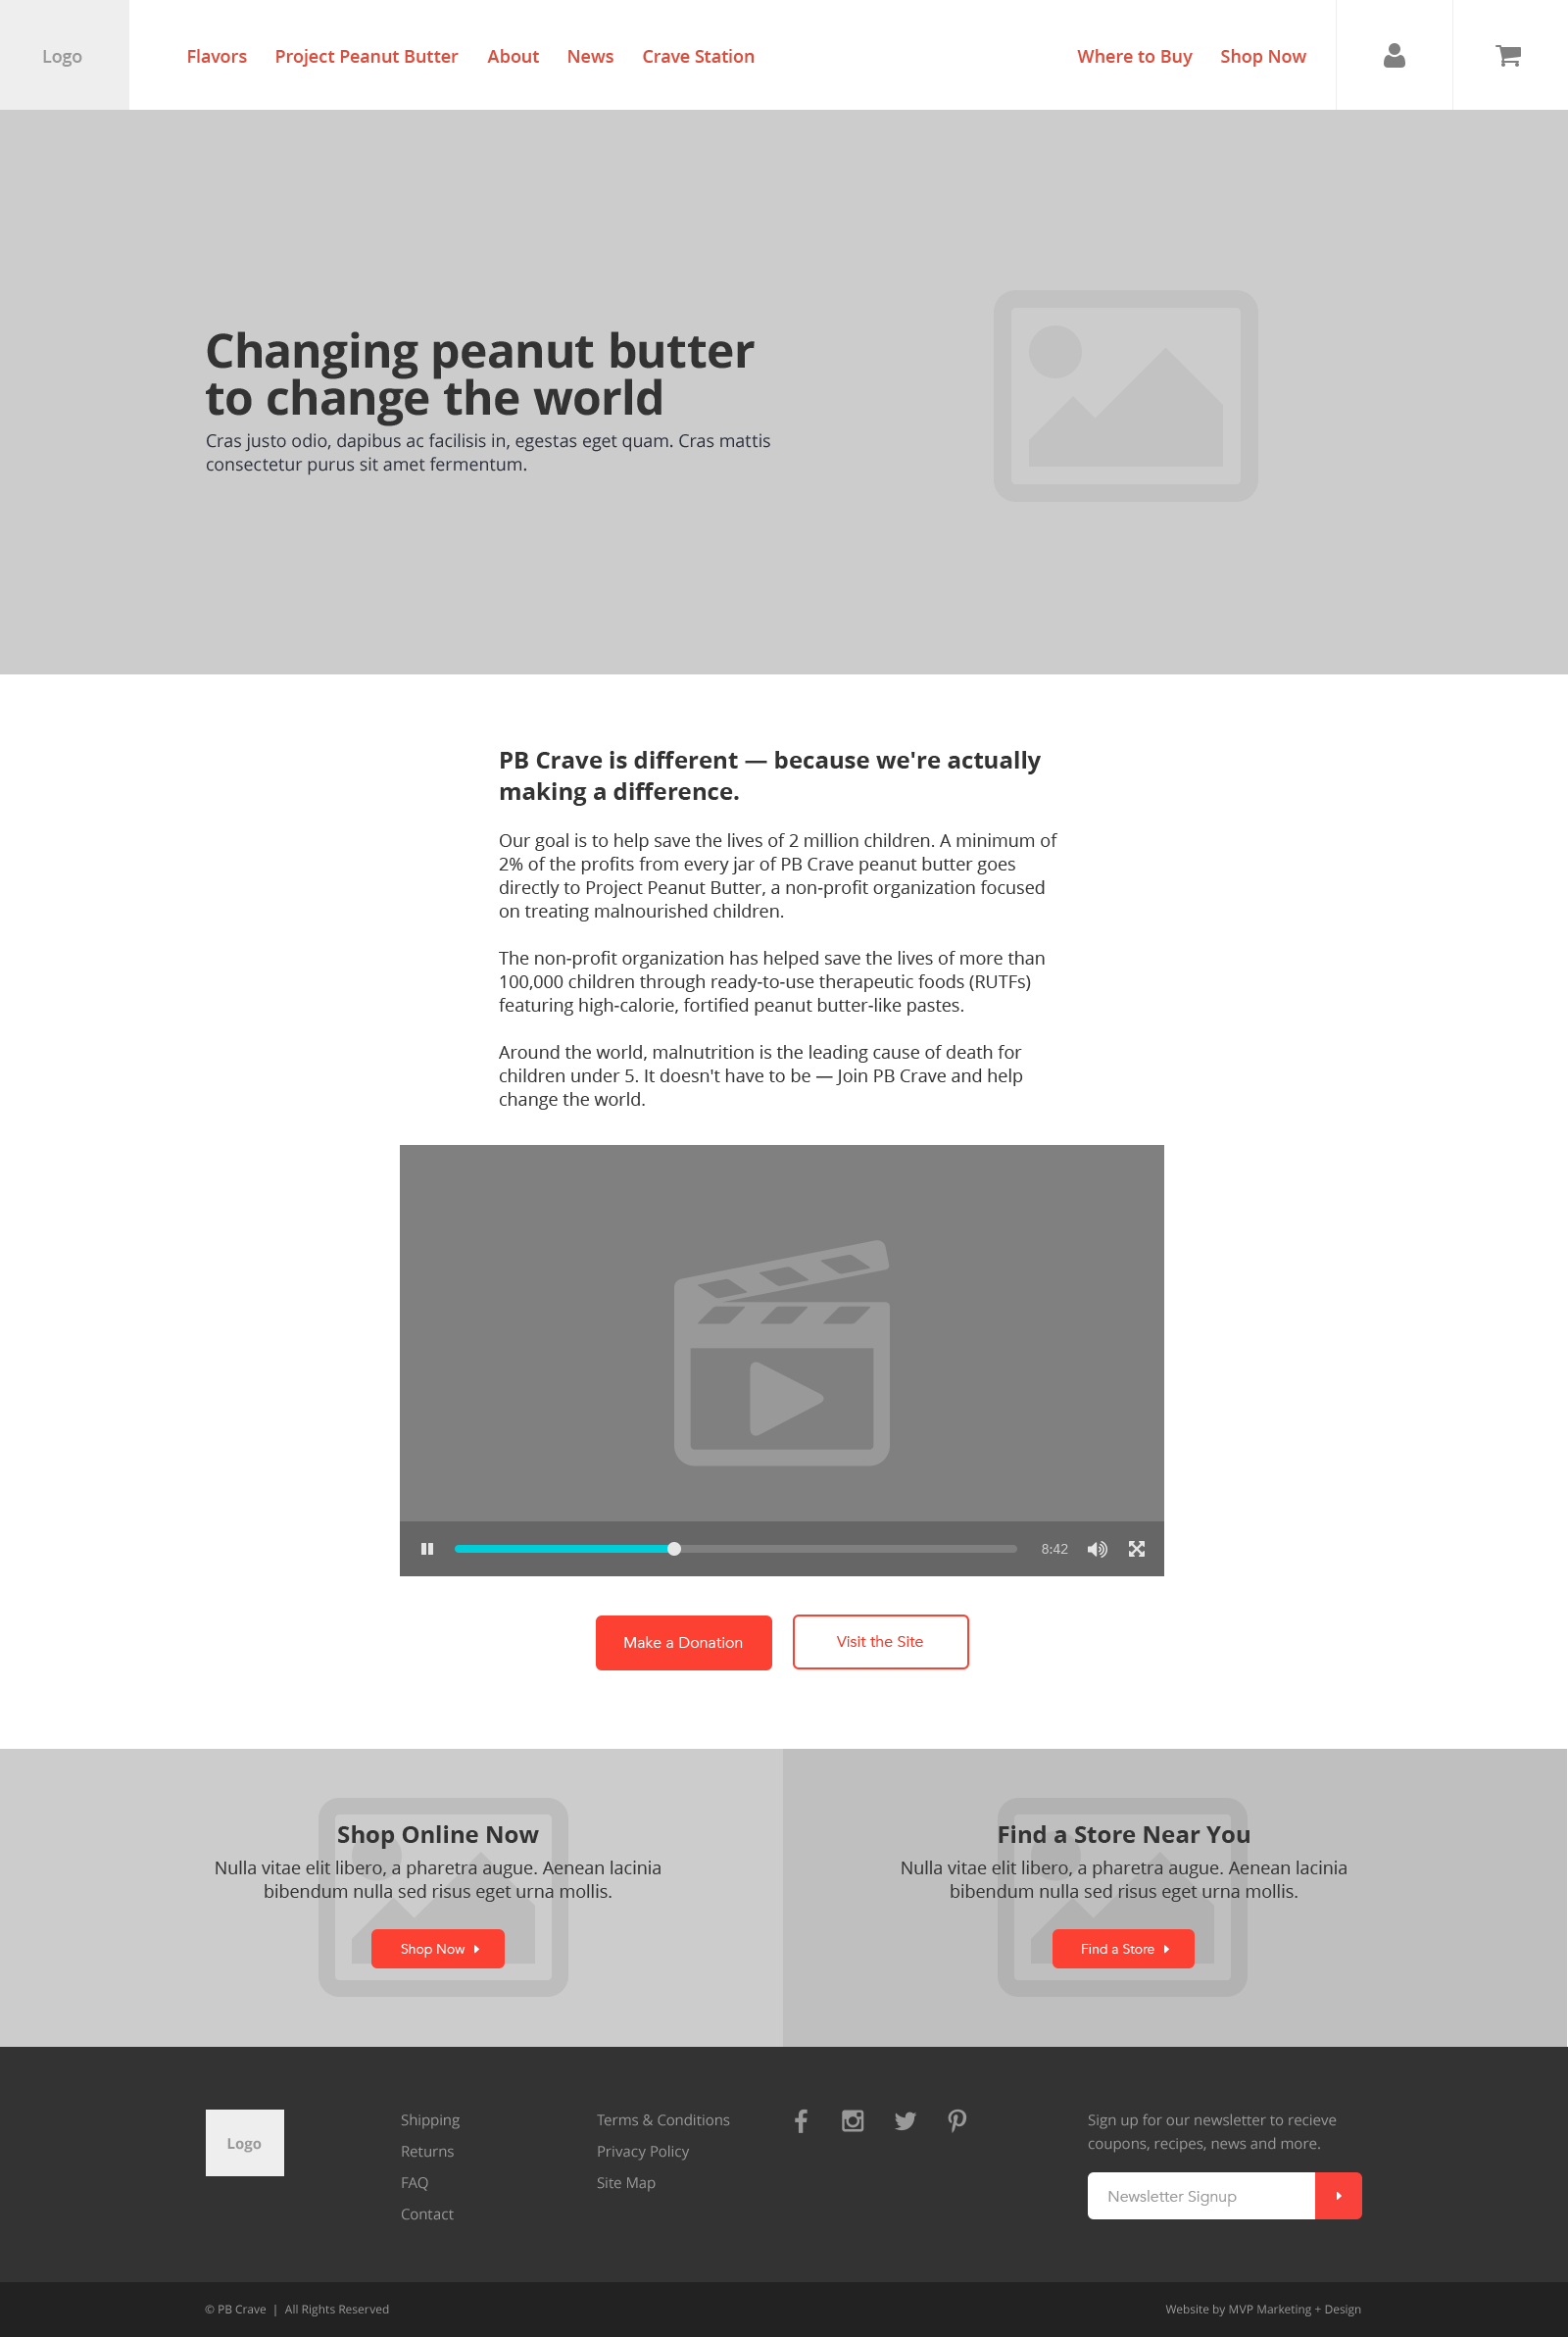 Logo
Flavors Project Peanut Butter About News Crave Station Where to Buy Shop Now
Changing peanut butter
to change the world
Cras justo odio, dapibus ac facilisis in, egestas eget quam. Cras mattis
consectetur purus sit amet fermentum.
PB Crave is different — because we're actually
making a difference.
Our goal is to help save the lives of 2 million children. A minimum of
2% of the profits from every jar of PB Crave peanut butter goes
directly to Project Peanut Butter, a non-profit organization focused
on treating malnourished children.
The non-profit organization has helped save the lives of more than
100,000 children through ready-to-use therapeutic foods (RUTFs)
featuring high-calorie, fortified peanut butter-like pastes.
Around the world, malnutrition is the leading cause of death for
children under 5. It doesn't have to be — Join PB Crave and help
change the world.
8:42
Make a Donation
Visit the Site
Shop Online Now
Nulla vitae elit libero, a pharetra augue. Aenean lacinia
bibendum nulla sed risus eget urna mollis.
Shop Now
Find a Store Near You
Nulla vitae elit libero, a pharetra augue. Aenean lacinia
bibendum nulla sed risus eget urna mollis.
Find a Store
Logo
Shipping
Returns
FAQ
Contact
Terms & Conditions
Privacy Policy
Site Map
Sign up for our newsletter to recieve
coupons, recipes, news and more.
Newsletter Signup
© PB Crave | All Rights Reserved
Website by MVP Marketing + Design